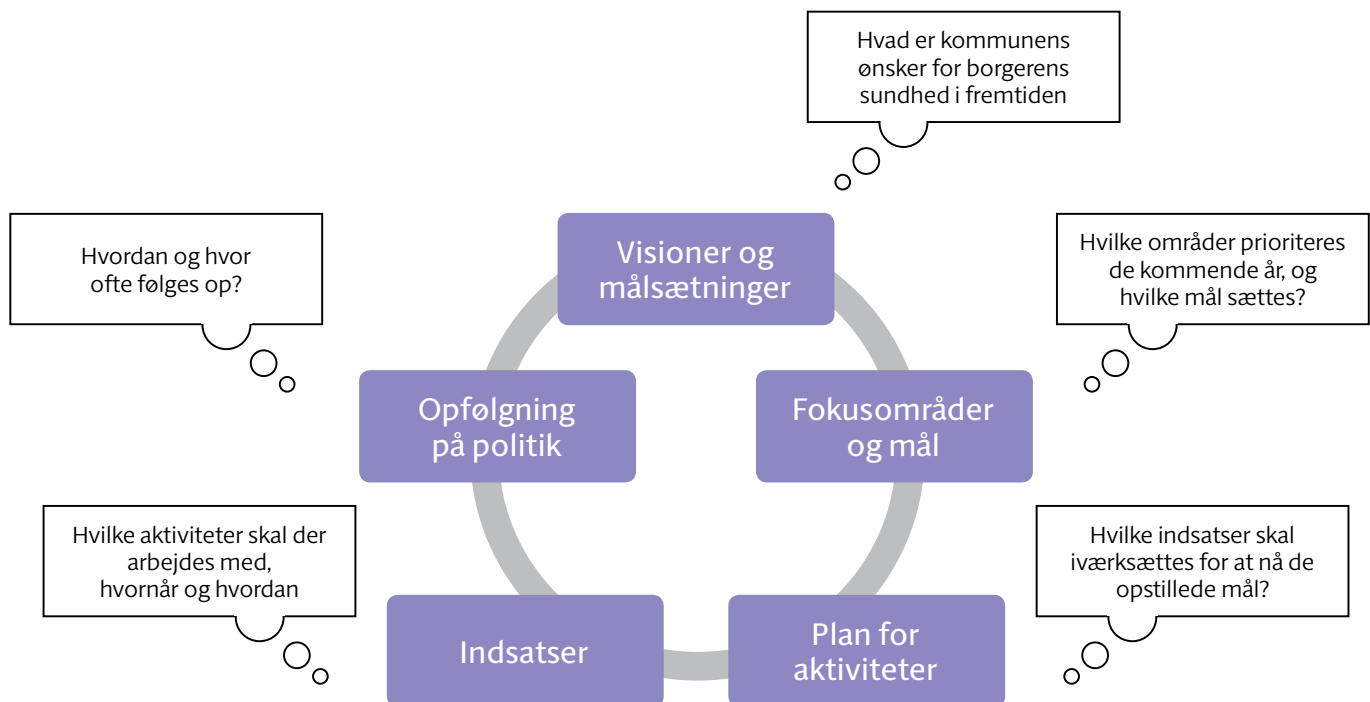 Hvad er kommunens
ønsker for borgerens
sundhed i fremtiden
Hvordan og hvor
ofte følges op?
Visioner og
målsætninger
Hvilke områder prioriteres
de kommende år, og
hvilke mål sættes?
Opfølgning
på politik
Fokusområder
og mål
Hvilke aktiviteter skal der
arbejdes med,
hvornår og hvordan
Hvilke indsatser skal
iværksættes for at nå de
opstillede mål?
Indsatser
Plan for
aktiviteter